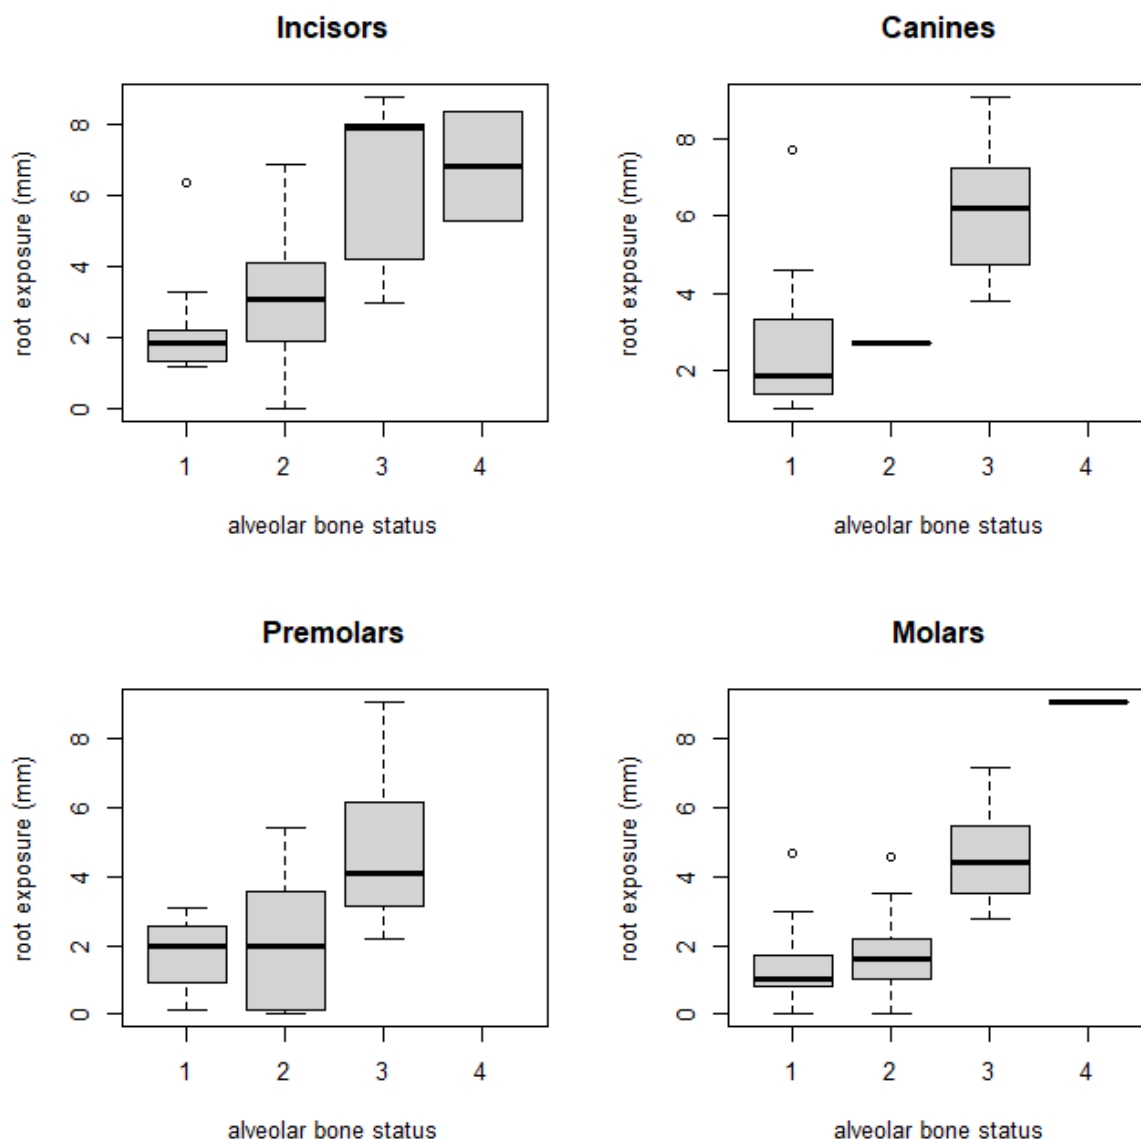 Incisors
root exposure (mm)
0 2 4 6 8
1 2 3 4
alveolar bone status
Canines
root exposure (mm)
2 4 6 8
1 2 3 4
alveolar bone status
Premolars
root exposure (mm)
0 2 4 6 8
1 2 3 4
alveolar bone status
Molars
root exposure (mm)
0 2 4 6 8
1 2 3 4
alveolar bone status